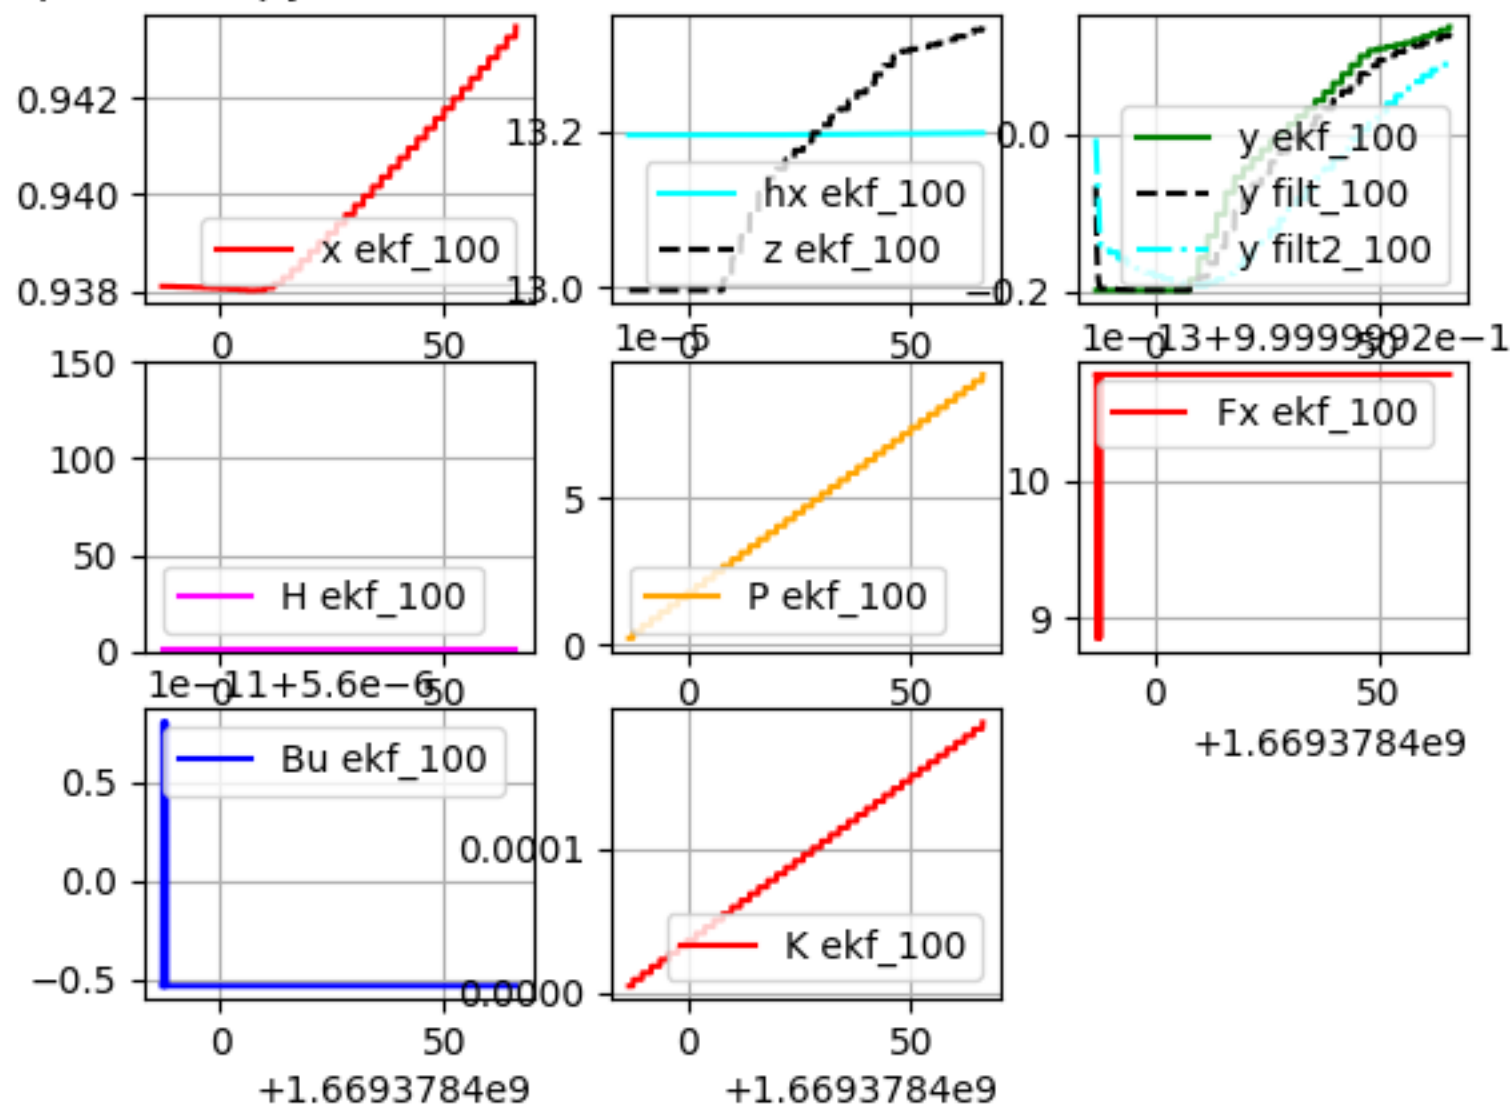 0.942
0.940
0.938
x ekf_100
0
50
13.2
13.0
hx ekf_100
z ekf_100
0
50
0.0
−0.2
y ekf_100
y filt_100
y filt2_100
0
50
150
100
50
0
H ekf_100
0
50
1e−5
5
0
P ekf_100
0
50
1e−13+9.9999992e−1
10
9
Fx ekf_100
0
50
+1.6693784e9
1e−11+5.6e−6
0.5
0.0
−0.5
Bu ekf_100
0
50
+1.6693784e9
0.0001
0.0000
K ekf_100
0
50
+1.6693784e9